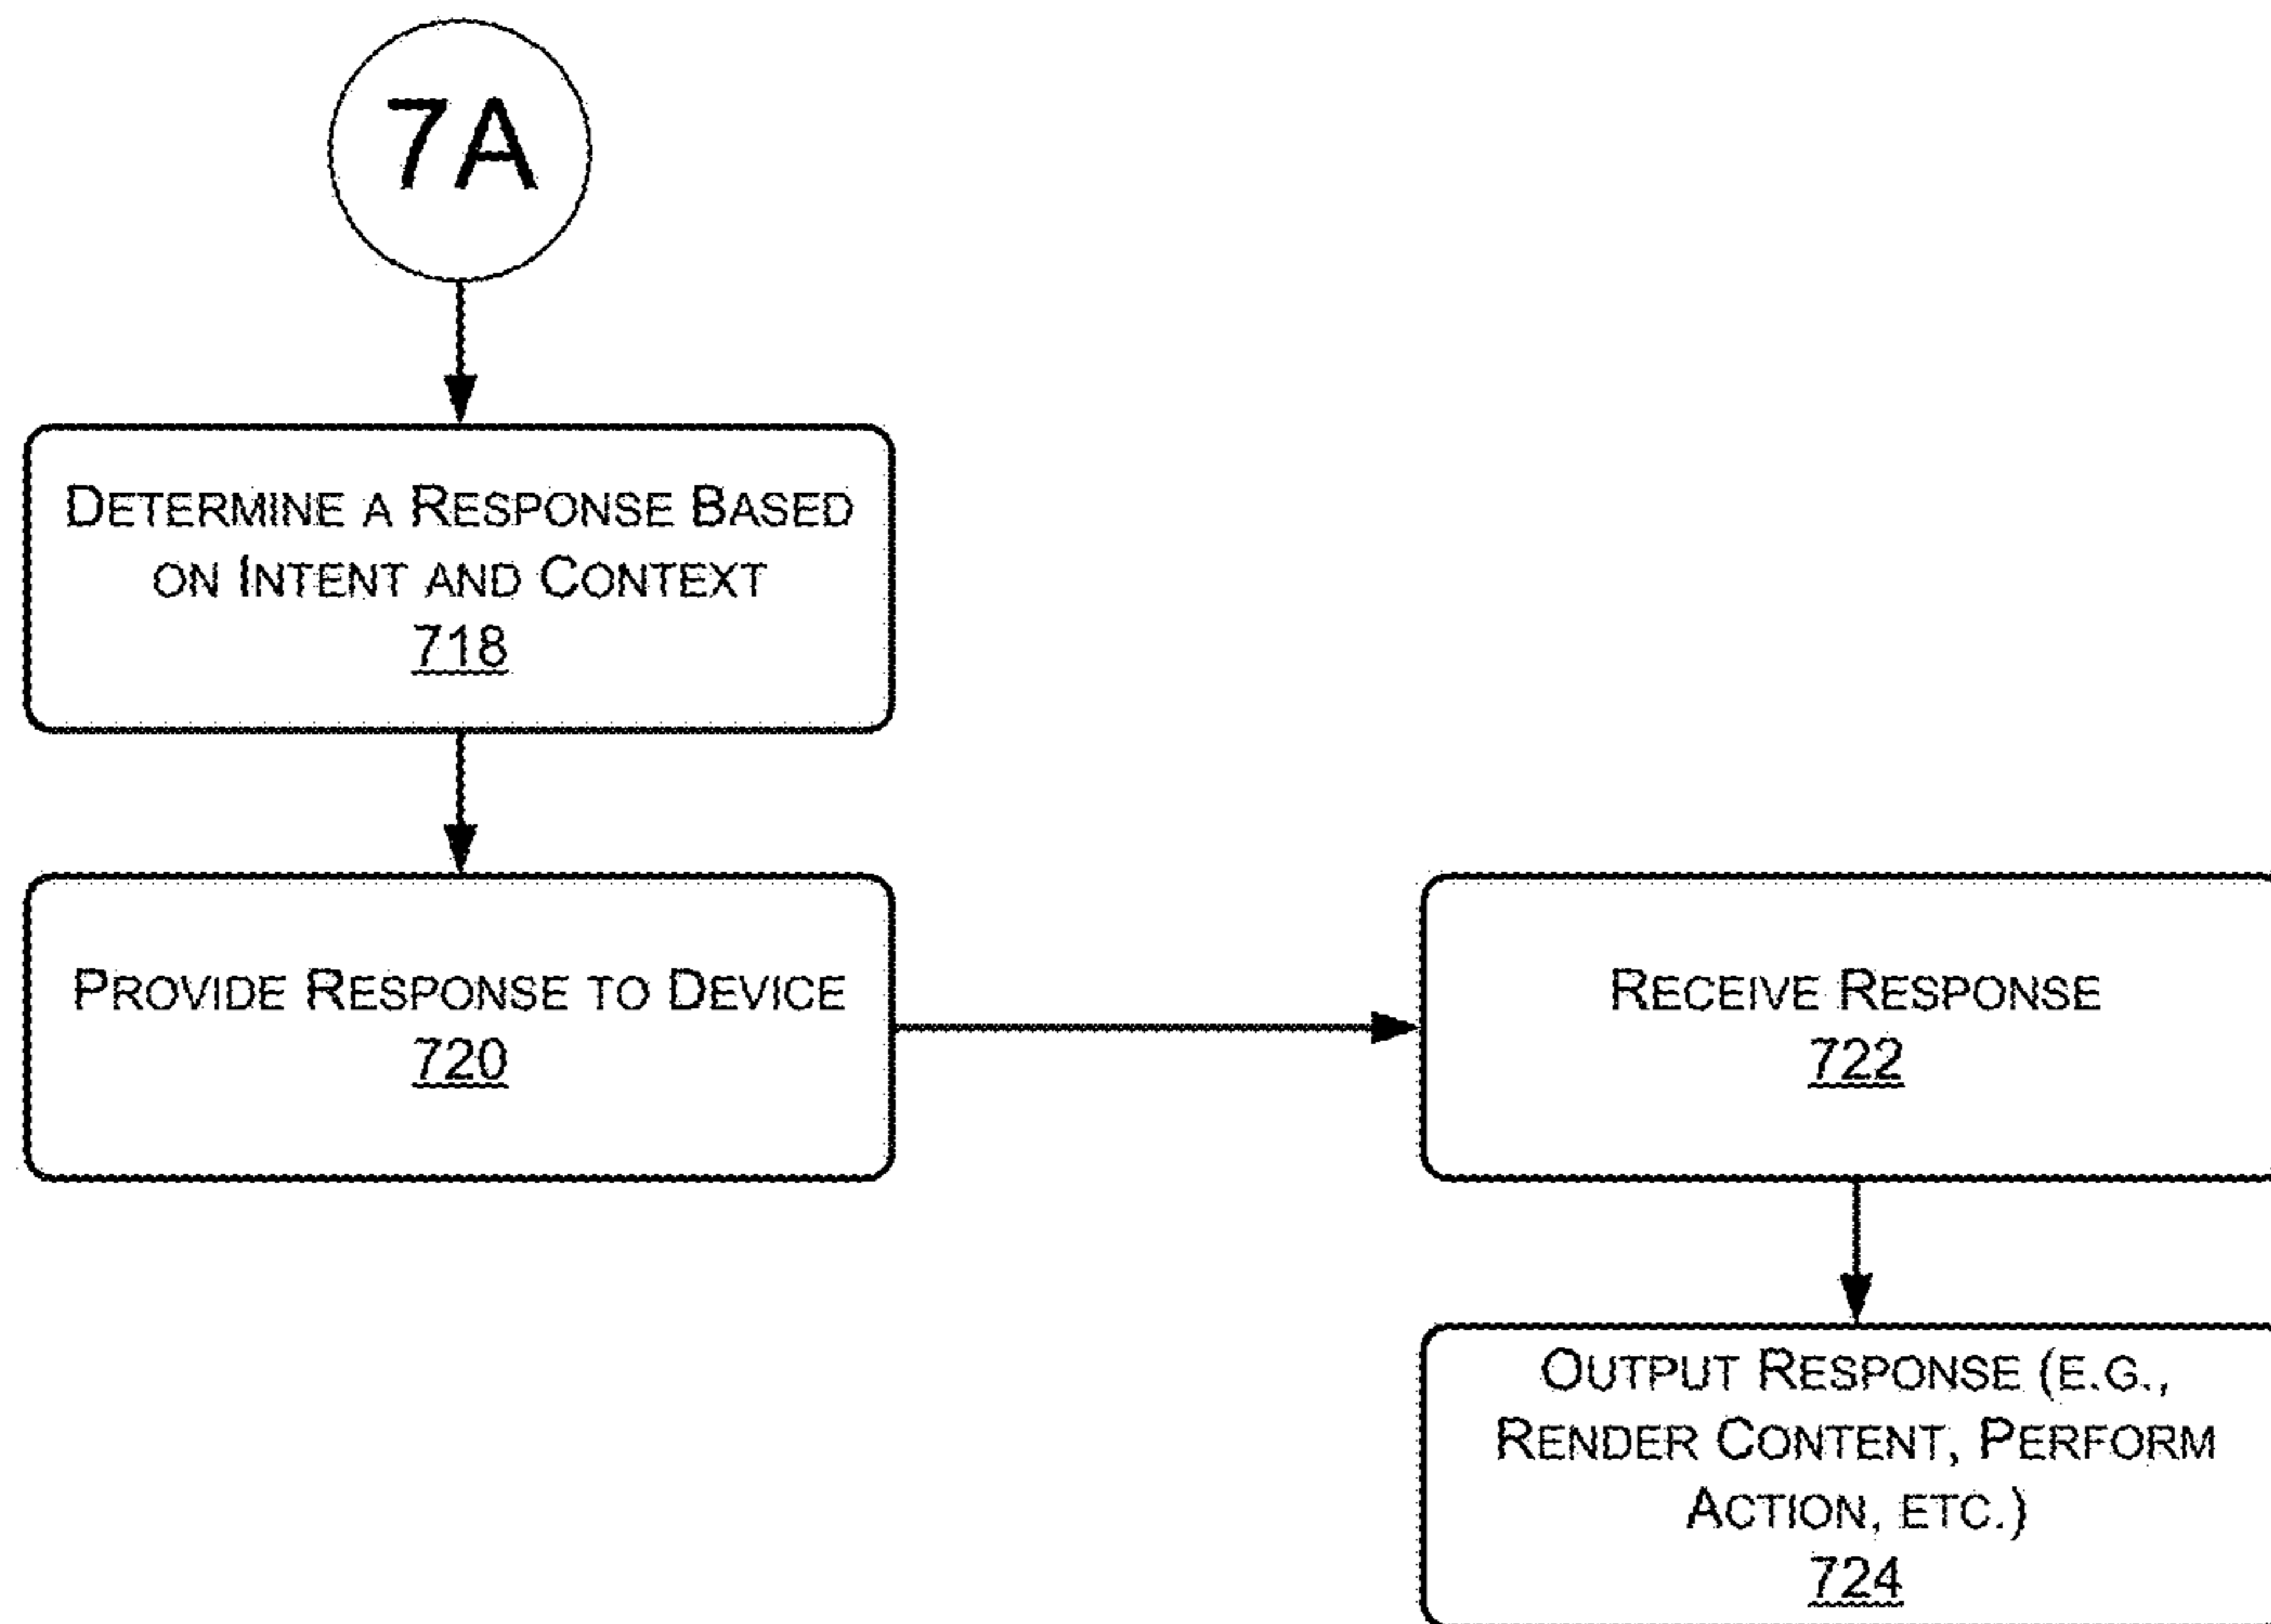 7A
DETERMINE A RESPONSE BASED
ON INTENT AND CONTEXT
718
PROVIDE RESPONSE TO DEVICE
720
RECEIVE RESPONSE
722
OUTPUT RESPONSE (E.G.,
RENDER CONTENT, PERFORM
ACTION, ETC.)
724